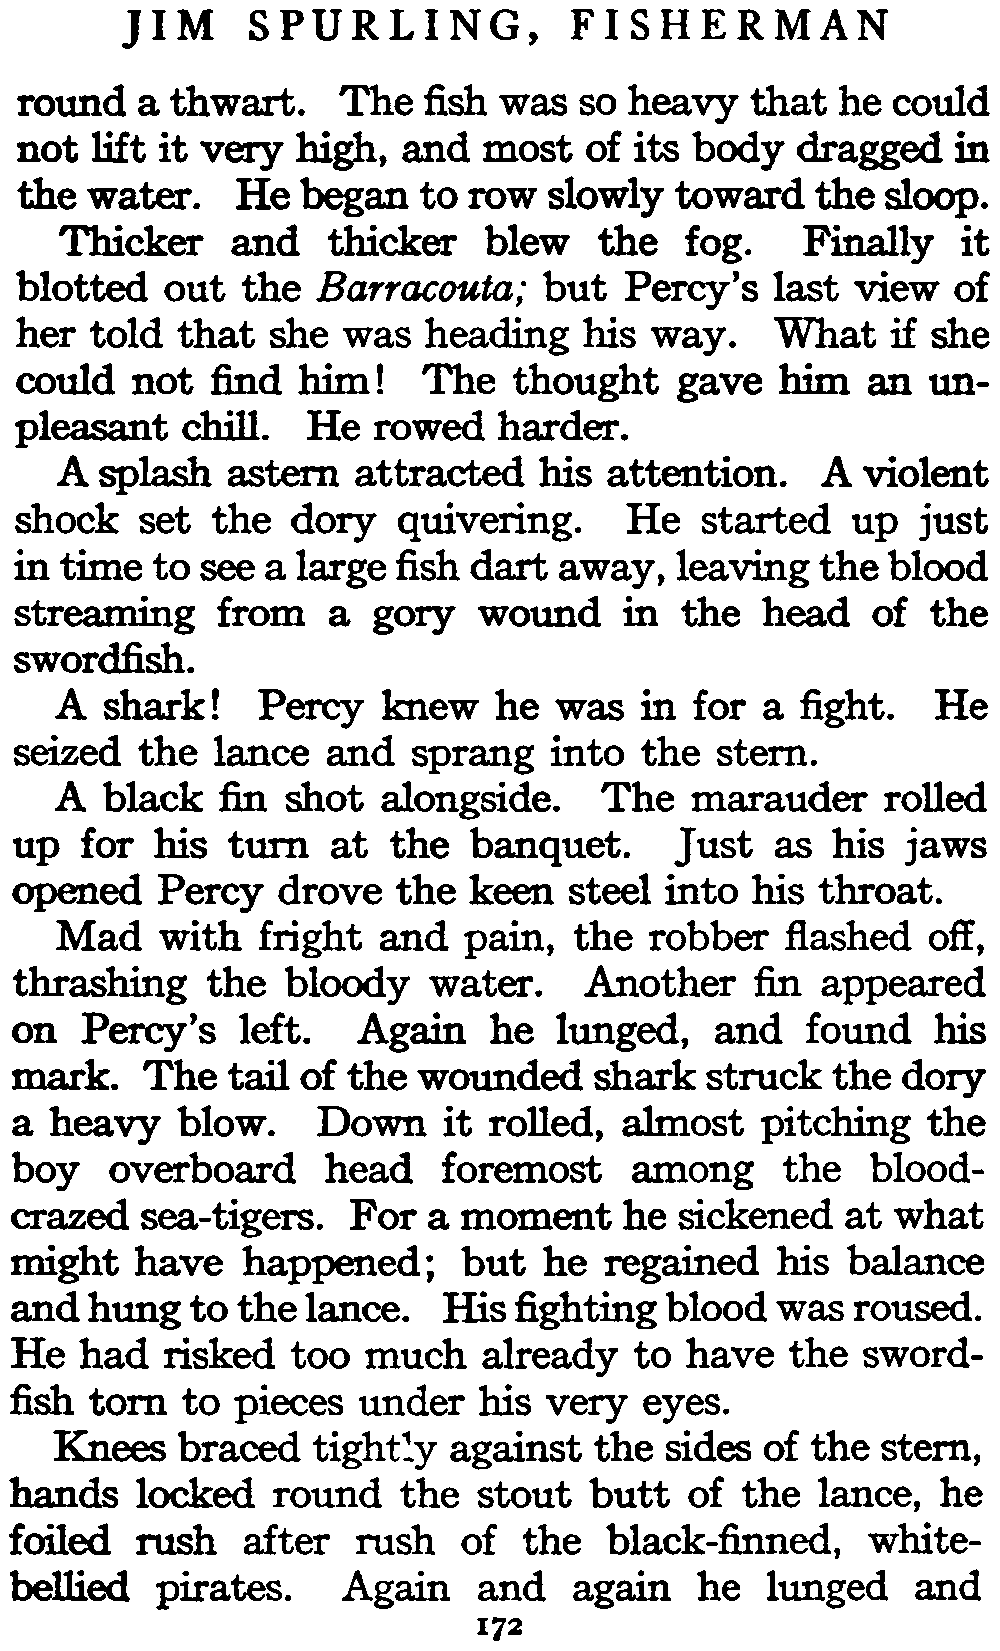 JIM SPURLING, FISHERMAN
round a thwart. The fish was so heavy that he could
not lift it very high, and most of its body dragged in
the water. He began to row slowly toward the sloop.
Thicker and thicker blew the fog. Finally it
blotted out the Barracouta; but Percy's last view of
her told that she was heading his way. What if she
could not find him! The thought gave him an un-
pleasant chill. He rowed harder.
A splash astern attracted his attention. A violent
shock set the dory quivering. He started up just
in time to see a large fish dart away, leaving the blood
streaming from a gory wound in the head of the
swordfish.
A shark! Percy knew he was in for a fight. He
seized the lance and sprang into the stern.
A black fin shot alongside. The marauder rolled
up for his turn at the banquet. Just as his jaws
opened Percy drove the keen steel into his throat.
Mad with fright and pain, the robber flashed off,
thrashing the bloody water. Another fin appeared
on Percy's left. Again he lunged, and found his
mark. The tail of the wounded shark struck the dory
a heavy blow. Down it rolled, almost pitching the
boy overboard head foremost among the blood-
crazed sea-tigers. For a moment he sickened at what
might have happened; but he regained his balance
and hung to the lance. His fighting blood was roused.
He had risked too much already to have the sword-
fish torn to pieces under his very eyes.
Knees braced tightly against the sides of the stern,
hands locked round the stout butt of the lance, he
foiled rush after rush of the black-finned, white-
bellied pirates. Again and again he lunged and
172